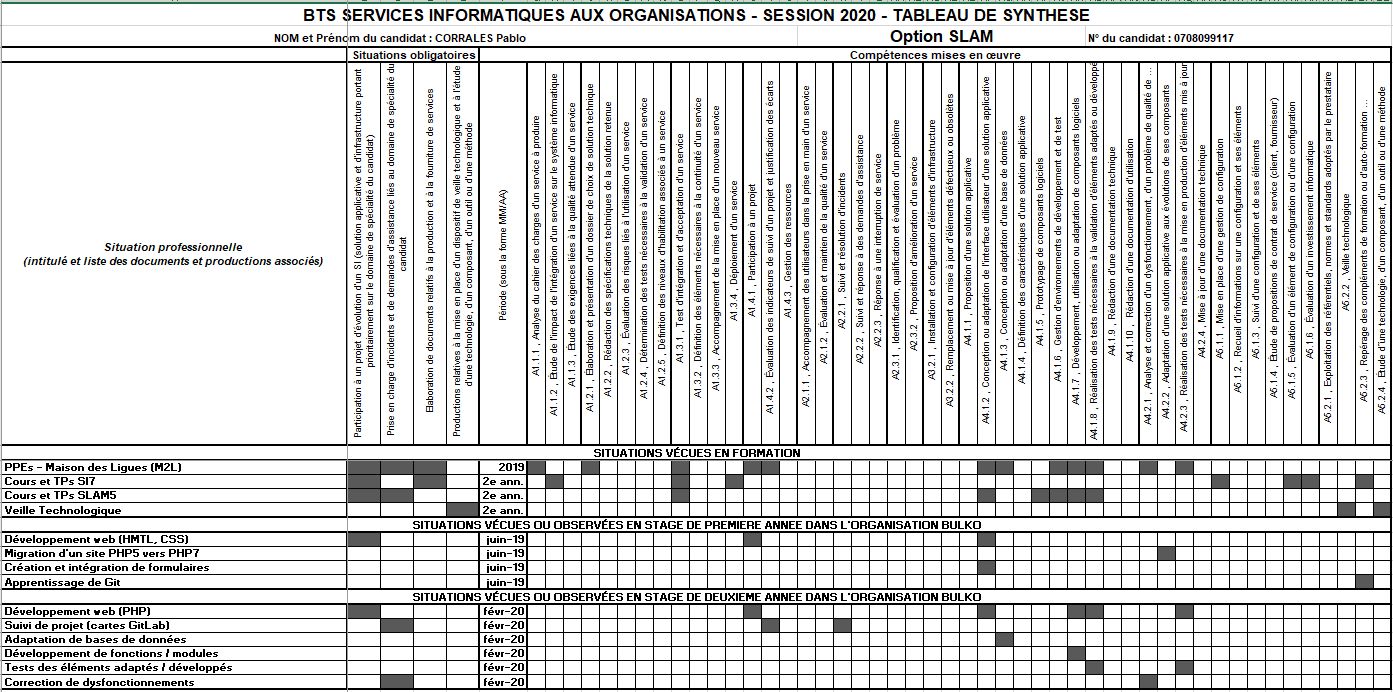 BTS SERVICES INFORMATIQUES AUX ORGANISATIONS - SESSION 2020 - TABLEAU DE SYNTHESE
NOM et Prénom du candidat : CORRALES Pablo
Option SLAM
N° du candidat : 0708099117
Situations obligatoires
Compétences mises en œuvre
Situation professionnelle
(intitulé et liste des documents et productions associés)
Participation à un projet d'évolution d'un SI (solution applicative et d'infrastructure portant
prioritairement sur le domaine de spécialité du candidat)
Prise en charge d'incidents et de demandes d'assistance liés au domaine de spécialité du
candidat
Elaboration de documents relatifs à la production et à la fourniture de services
Productions relatives à la mise en place d'un dispositif de veille technologique et à l'étude
d'une technologie, d'un composant, d'un outil ou d'une méthode
Période (sous la forme MM/AA)
A1.1.1 , Analyse du cahier des charges d'un service à produire
A1.1.2 , Étude de l'impact de l'intégration d'un service sur le système informatique
A1.1.3 , Étude des exigences liées à la qualité attendue d'un service
A1.2.1 , Élaboration et présentation d'un dossier de choix de solution technique
A1.2.2 , Rédaction des spécifications techniques de la solution retenue
A1.2.3 , Évaluation des risques liés à l'utilisation d'un service
A1.2.4 , Détermination des tests nécessaires à la validation d'un service
A1.2.5 , Définition des niveaux d'habilitation associés à un service
A1.3.1 , Test d'intégration et d'acceptation d'un service
A1.3.2 , Définition des éléments nécessaires à la continuité d'un service
A1.3.3 , Accompagnement de la mise en place d'un nouveau service
A1.3.4 , Déploiement d'un service
A1.4.1 , Participation à un projet
A1.4.2 , Évaluation des indicateurs de suivi d'un projet et justification des écarts
A1.4.3 , Gestion des ressources
A2.1.1 , Accompagnement des utilisateurs dans la prise en main d'un service
A2.1.2 , Évaluation et maintien de la qualité d'un service
A2.2.1 , Suivi et résolution d'incidents
A2.2.2 , Suivi et réponse à des demandes d'assistance
A2.2.3 , Réponse à une interruption de service
A2.3.1 , Identification, qualification et évaluation d'un problème
A2.3.2 , Proposition d'amélioration d'un service
A3.2.1 , Installation et configuration d'éléments d'infrastructure
A3.2.2 , Remplacement ou mise à jour d'éléments défectueux ou obsolètes
A4.1.1 , Proposition d'une solution applicative
A4.1.2 , Conception ou adaptation de l'interface utilisateur d'une solution applicative
A4.1.3 , Conception ou adaptation d'une base de données
A4.1.4 , Définition des caractéristiques d'une solution applicative
A4.1.5 , Prototypage de composants logiciels
A4.1.6 , Gestion d'environnements de développement et de test
A4.1.7 , Développement, utilisation ou adaptation de composants logiciels
A4.1.8 , Réalisation des tests nécessaires à la validation d'éléments adaptés ou développé
A4.1.9 , Rédaction d'une documentation technique
A4.1.10 , Rédaction d'une documentation d'utilisation
A4.2.1 , Analyse et correction d'un dysfonctionnement, d'un problème de qualité de ...
A4.2.2 , Adaptation d'une solution applicative aux évolutions de ses composants
A4.2.3 , Réalisation des tests nécessaires à la mise en production d'éléments mis à jour
A4.2.4 , Mise à jour d'une documentation technique
A5.1.1 , Mise en place d'une gestion de configuration
A5.1.2 , Recueil d'informations sur une configuration et ses éléments
A5.1.3 , Suivi d'une configuration et de ses éléments
A5.1.4 , Étude de propositions de contrat de service (client, fournisseur)
A5.1.5 , Évaluation d'un élément de configuration ou d'une configuration
A5.1.6 , Évaluation d'un investissement informatique
A5.2.1 , Exploitation des référentiels, normes et standards adoptés par le prestataire
A5.2.2 , Veille technologique
A5.2.3 , Repérage des compléments de formation ou d'auto-formation ...
A5.2.4 , Étude d'une technologie, d'un composant, d'un outil ou d'une méthode
SITUATIONS VÉCUES EN FORMATION
PPEs - Maison des Ligues (M2L) 2019
Cours et TPs SI7 2e ann.
Cours et TPs SLAM5 2e ann.
Veille Technologique 2e ann.
SITUATIONS VÉCUES OU OBSERVÉES EN STAGE DE PREMIERE ANNEE DANS L'ORGANISATION BULKO
Développement web (HMTL, CSS) juin-19
Migration d'un site PHP5 vers PHP7 juin-19
Création et intégration de formulaires juin-19
Apprentissage de Git juin-19
SITUATIONS VÉCUES OU OBSERVÉES EN STAGE DE DEUXIEME ANNEE DANS L'ORGANISATION BULKO
Développement web (PHP) févr-20
Suivi de projet (cartes GitLab) févr-20
Adaptation de bases de données févr-20
Développement de fonctions / modules févr-20
Tests des éléments adaptés / développés févr-20
Correction de dysfonctionnements févr-20